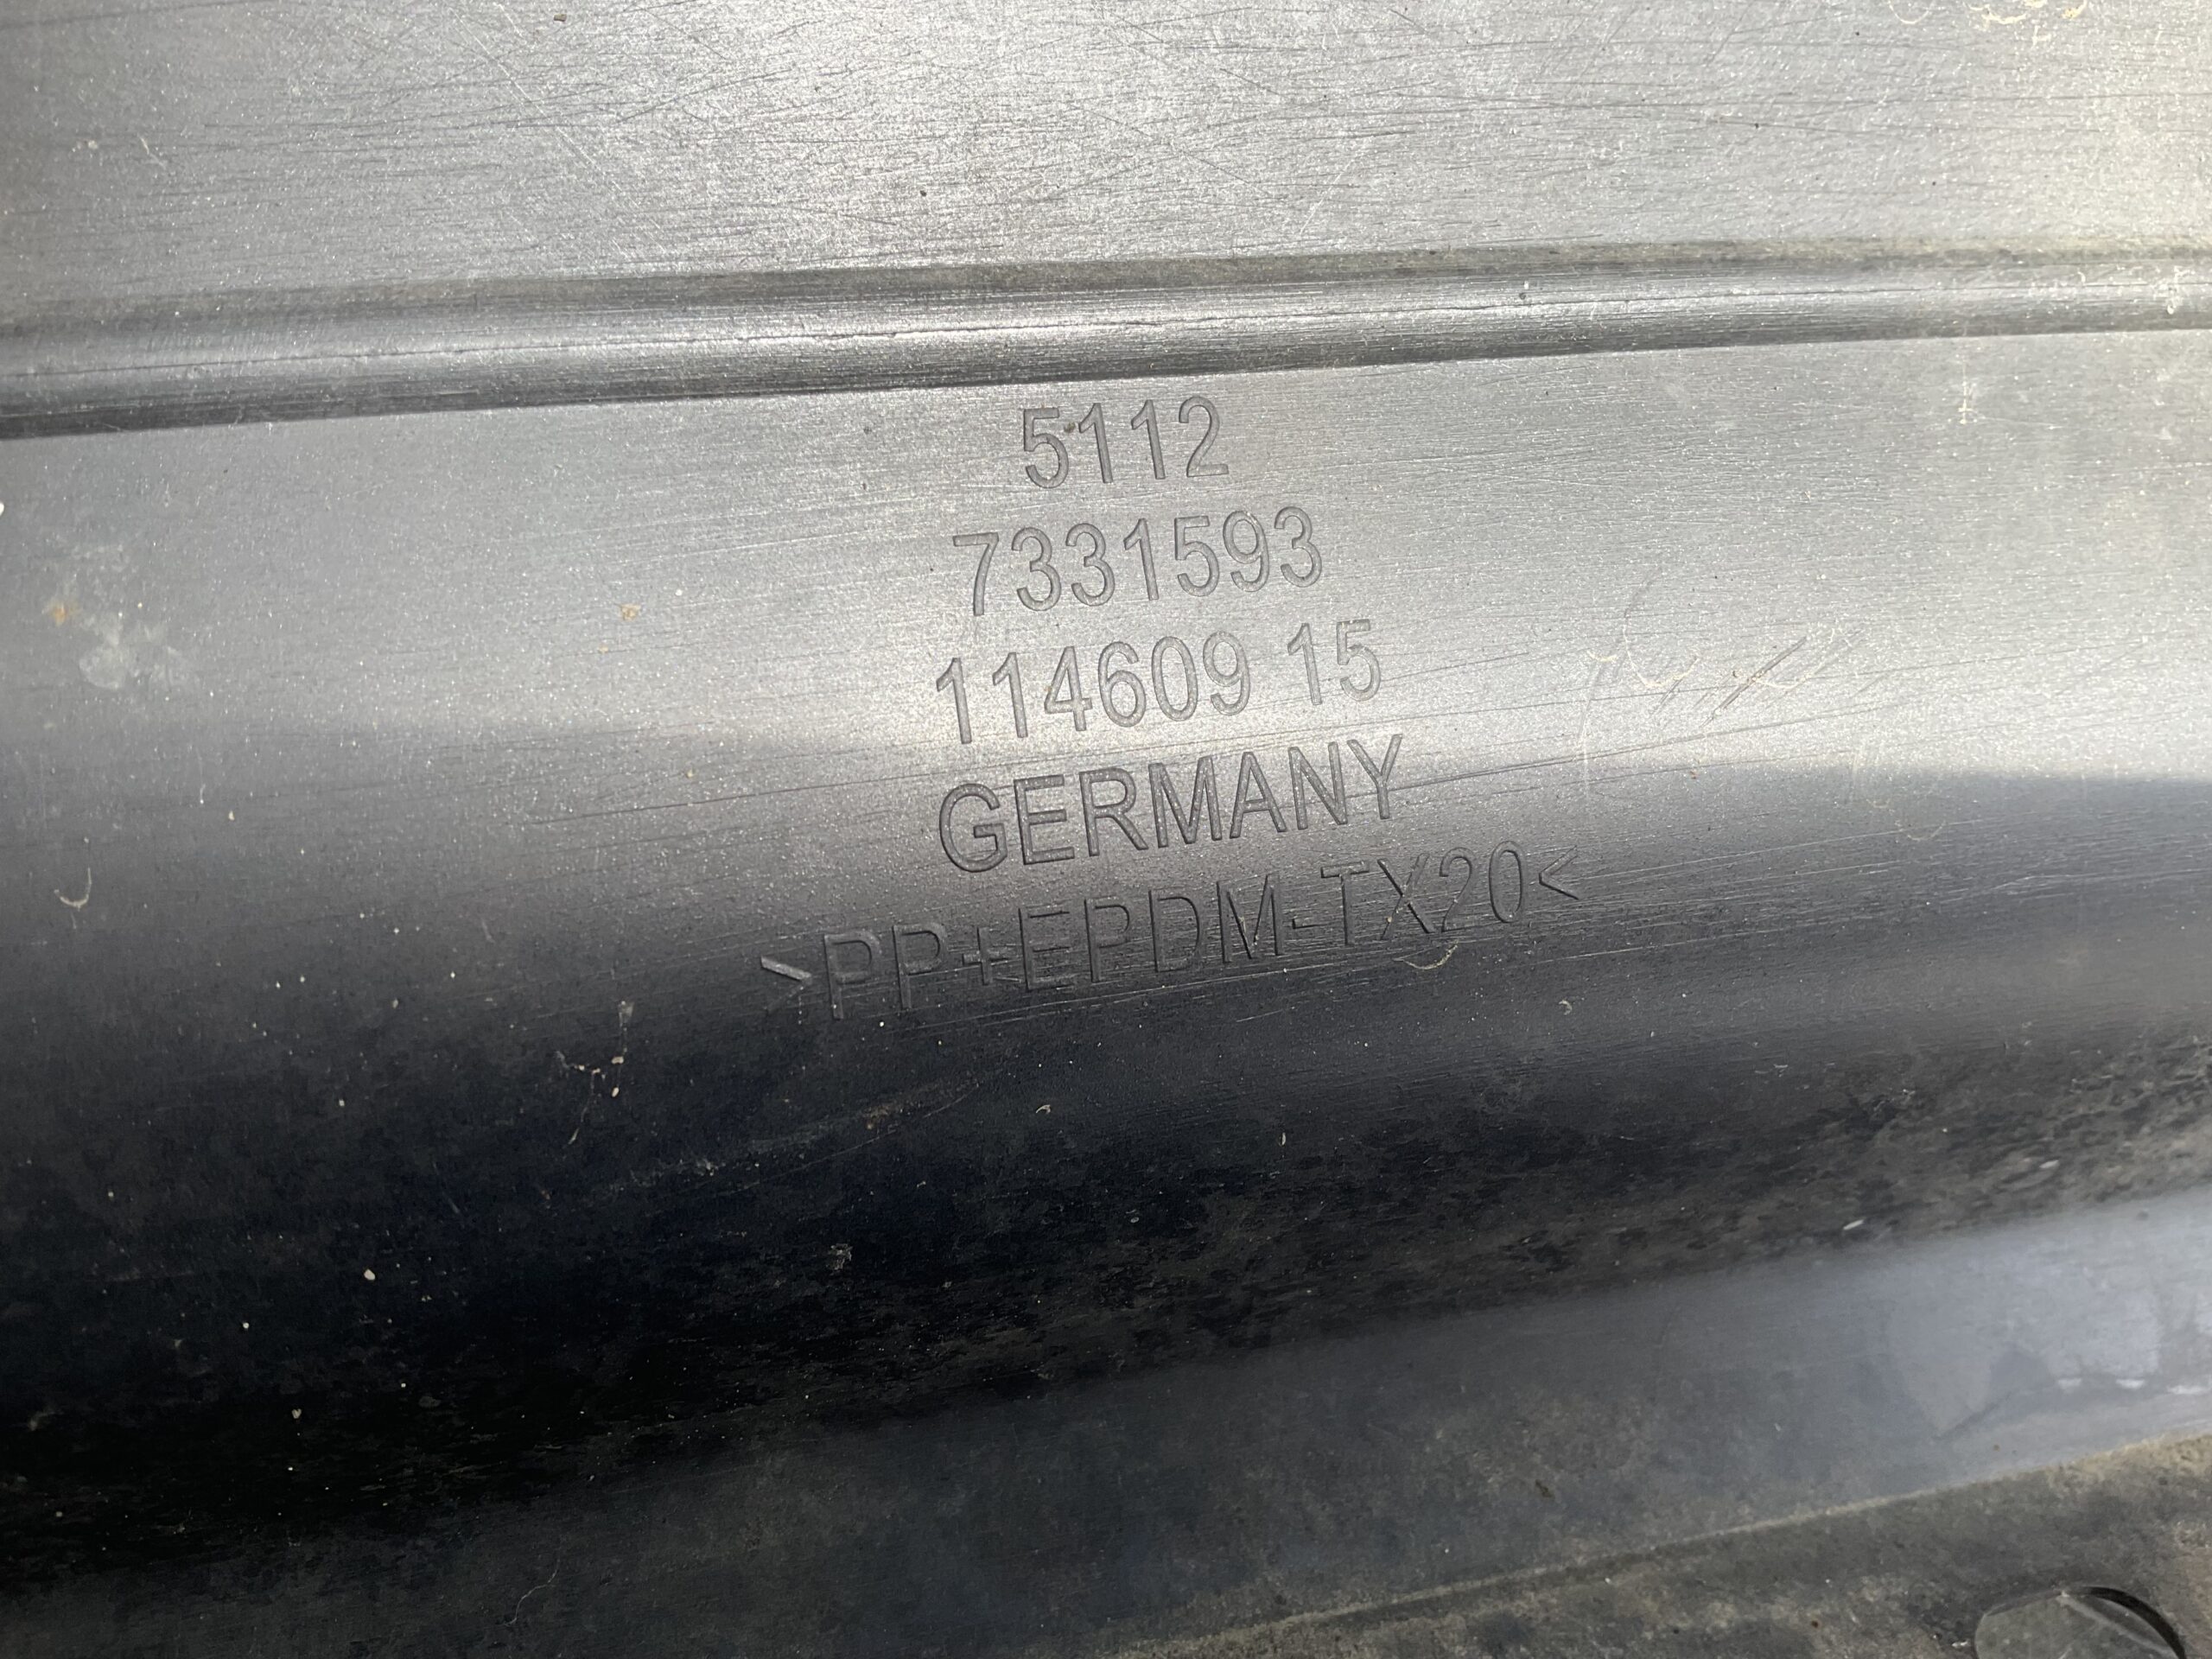 5112
7331593
114609 15
GERMANY
>PP+EPDM-TX20<